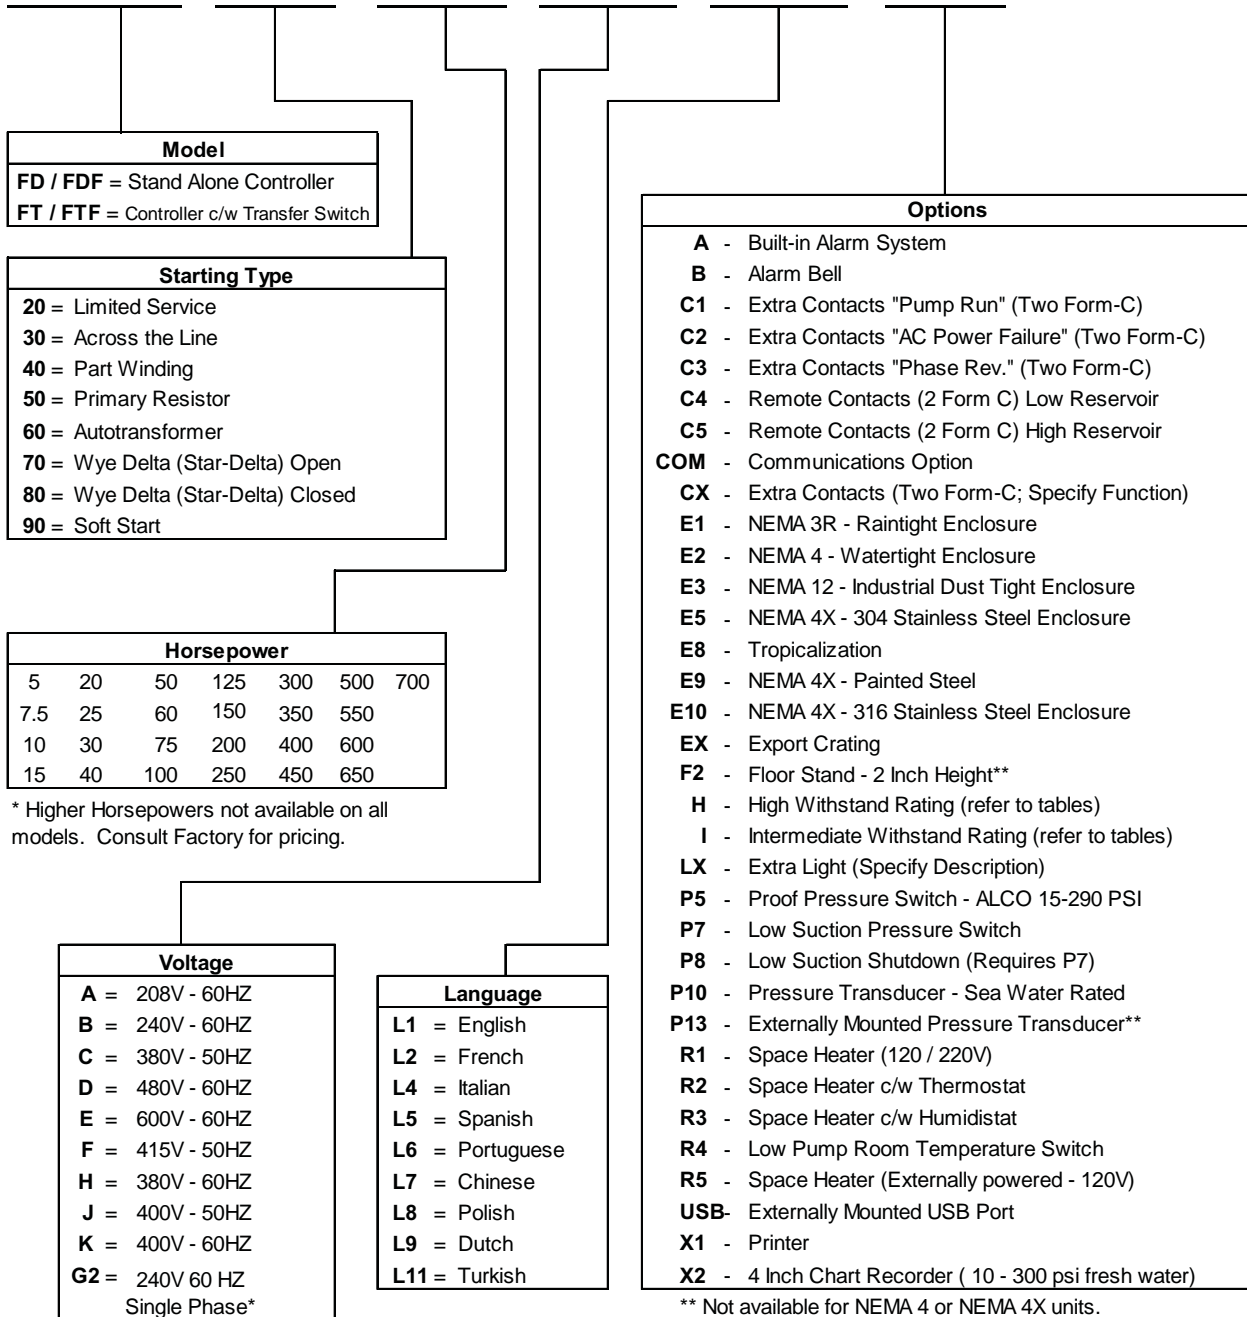 Model
FD / FDF = Stand Alone Controller
FT / FTF = Controller c/w Transfer Switch
Starting Type
20 = Limited Service
30 = Across the Line
40 = Part Winding
50 = Primary Resistor
60 = Autotransformer
70 = Wye Delta (Star-Delta) Open
80 = Wye Delta (Star-Delta) Closed
90 = Soft Start
Horsepower
5 20 50 125 300 500 700
7.5 25 60 150 350 550
10 30 75 200 400 600
15 40 100 250 450 650
* Higher Horsepowers not available on all
models. Consult Factory for pricing.
Voltage
A = 208V - 60HZ
B = 240V - 60HZ
C = 380V - 50HZ
D = 480V - 60HZ
E = 600V - 60HZ
F = 415V - 50HZ
H = 380V - 60HZ
J = 400V - 50HZ
K = 400V - 60HZ
G2 = 240V 60 HZ
Single Phase*
Language
L1 = English
L2 = French
L4 = Italian
L5 = Spanish
L6 = Portuguese
L7 = Chinese
L8 = Polish
L9 = Dutch
L11 = Turkish
Options
A - Built-in Alarm System
B - Alarm Bell
C1 - Extra Contacts "Pump Run" (Two Form-C)
C2 - Extra Contacts "AC Power Failure" (Two Form-C)
C3 - Extra Contacts "Phase Rev." (Two Form-C)
C4 - Remote Contacts (2 Form C) Low Reservoir
C5 - Remote Contacts (2 Form C) High Reservoir
COM - Communications Option
CX - Extra Contacts (Two Form-C; Specify Function)
E1 - NEMA 3R - Raintight Enclosure
E2 - NEMA 4 - Watertight Enclosure
E3 - NEMA 12 - Industrial Dust Tight Enclosure
E5 - NEMA 4X - 304 Stainless Steel Enclosure
E8 - Tropicalization
E9 - NEMA 4X - Painted Steel
E10 - NEMA 4X - 316 Stainless Steel Enclosure
EX - Export Crating
F2 - Floor Stand - 2 Inch Height**
H - High Withstand Rating (refer to tables)
I - Intermediate Withstand Rating (refer to tables)
LX - Extra Light (Specify Description)
P5 - Proof Pressure Switch - ALCO 15-290 PSI
P7 - Low Suction Pressure Switch
P8 - Low Suction Shutdown (Requires P7)
P10 - Pressure Transducer - Sea Water Rated
P13 - Externally Mounted Pressure Transducer**
R1 - Space Heater (120 / 220V)
R2 - Space Heater c/w Thermostat
R3 - Space Heater c/w Humidistat
R4 - Low Pump Room Temperature Switch
R5 - Space Heater (Externally powered - 120V)
USB- Externally Mounted USB Port
X1 - Printer
X2 - 4 Inch Chart Recorder ( 10 - 300 psi fresh water)
** Not available for NEMA 4 or NEMA 4X units.